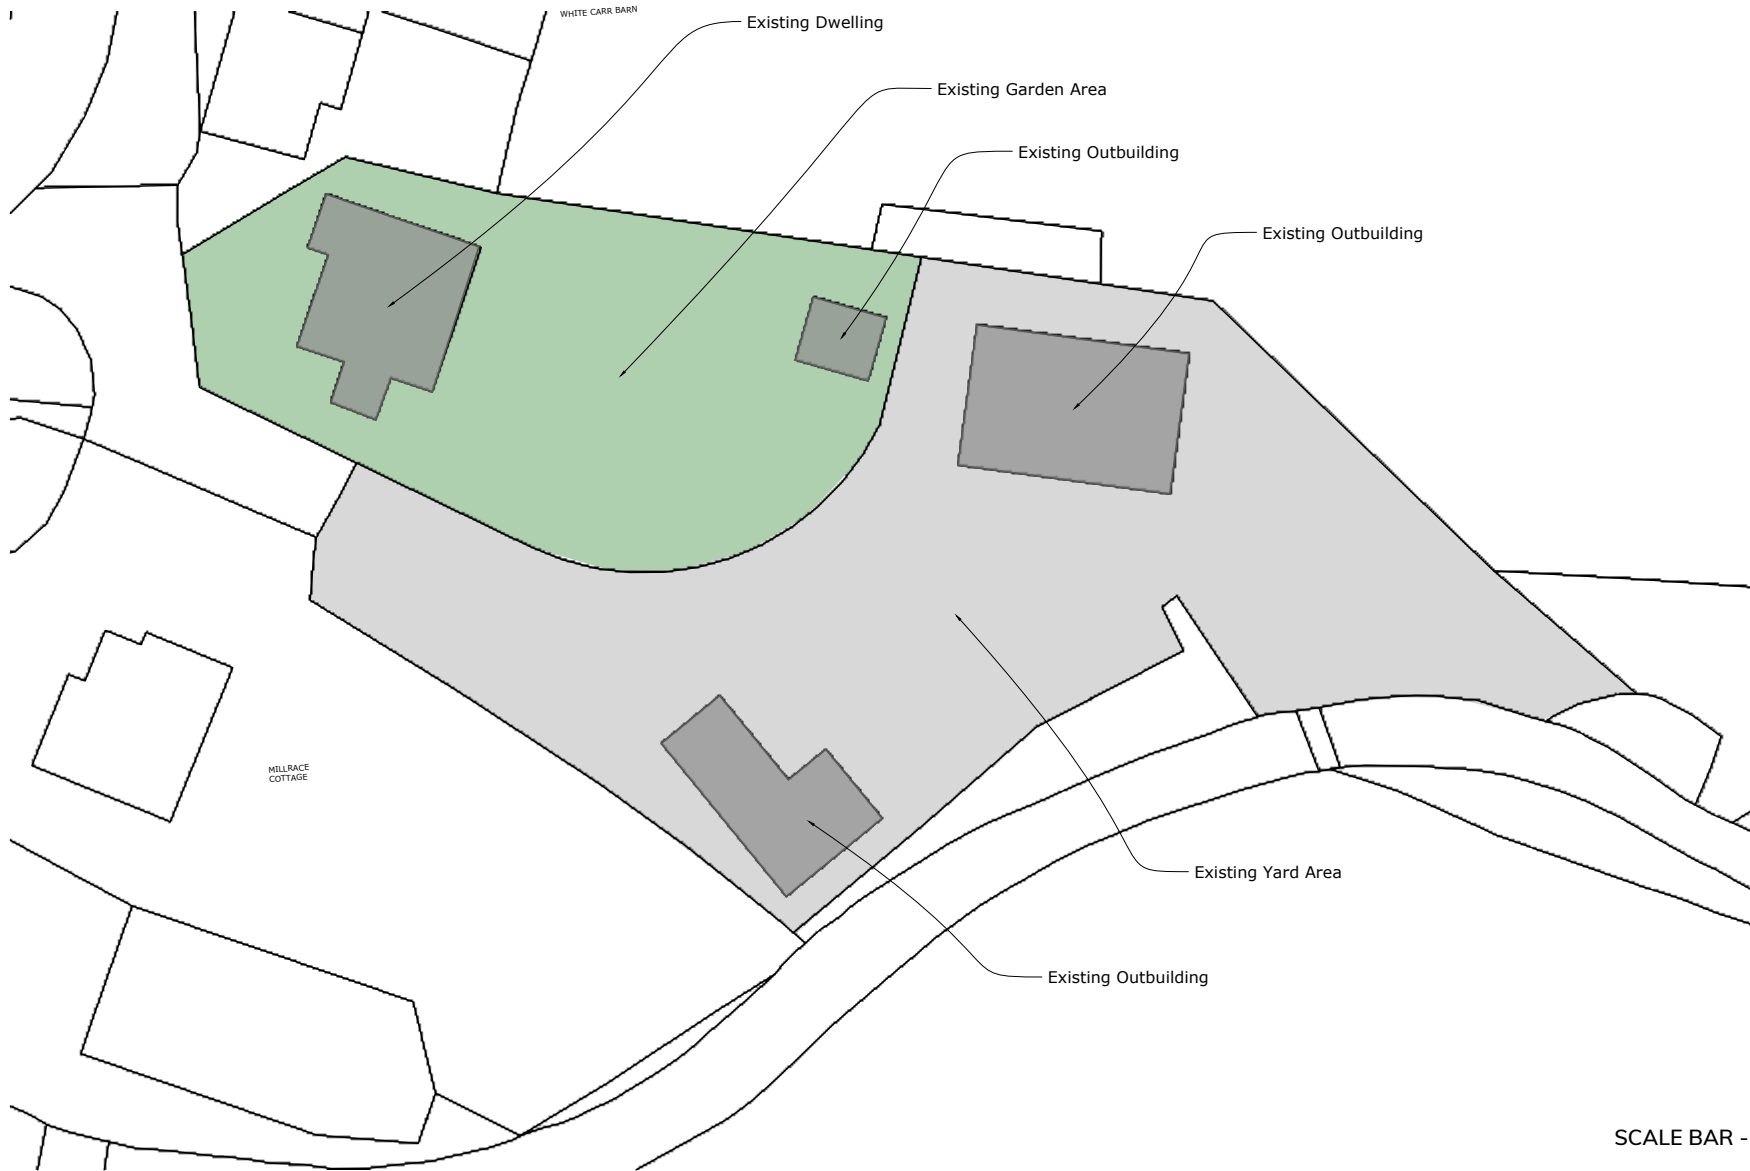 WHITE CARR BARN
Existing Dwelling
Existing Garden Area
Existing Outbuilding
Existing Outbuilding
MILLRACE
COTTAGE
Existing Yard Area
Existing Outbuilding
SCALE BAR -